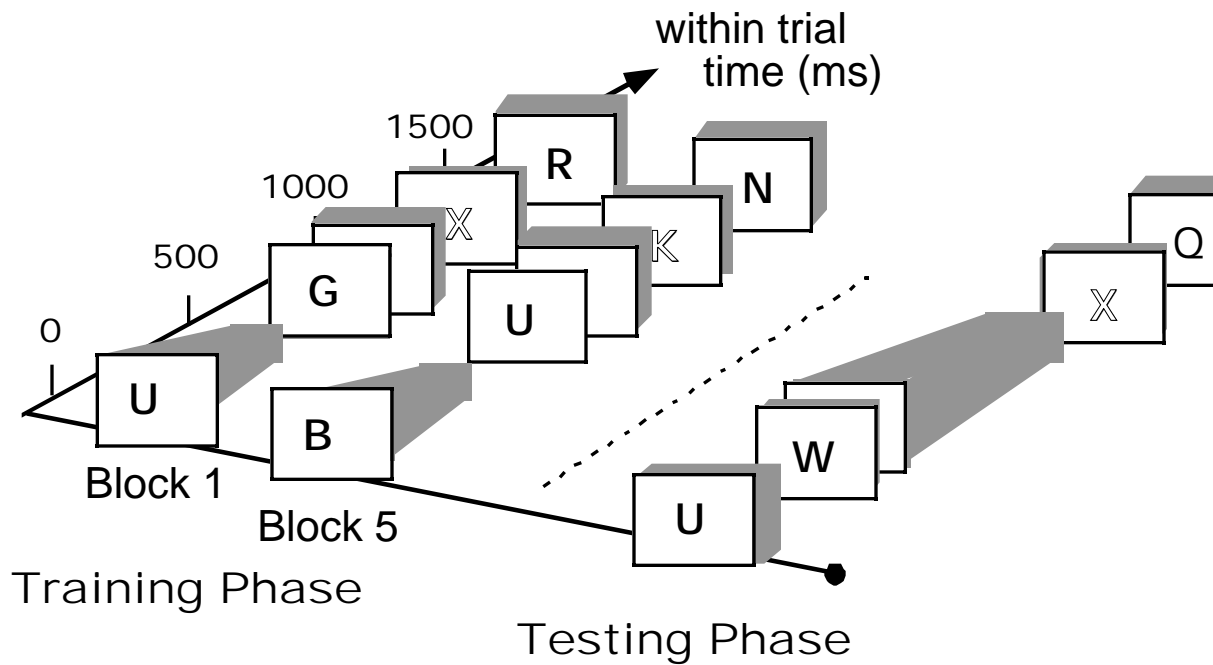 within trial
time (ms)
1500
R
N
1000
X
K
Q
500
G
U
X
0
U
B
W
Block 1
U
Block 5
Training Phase
Testing Phase